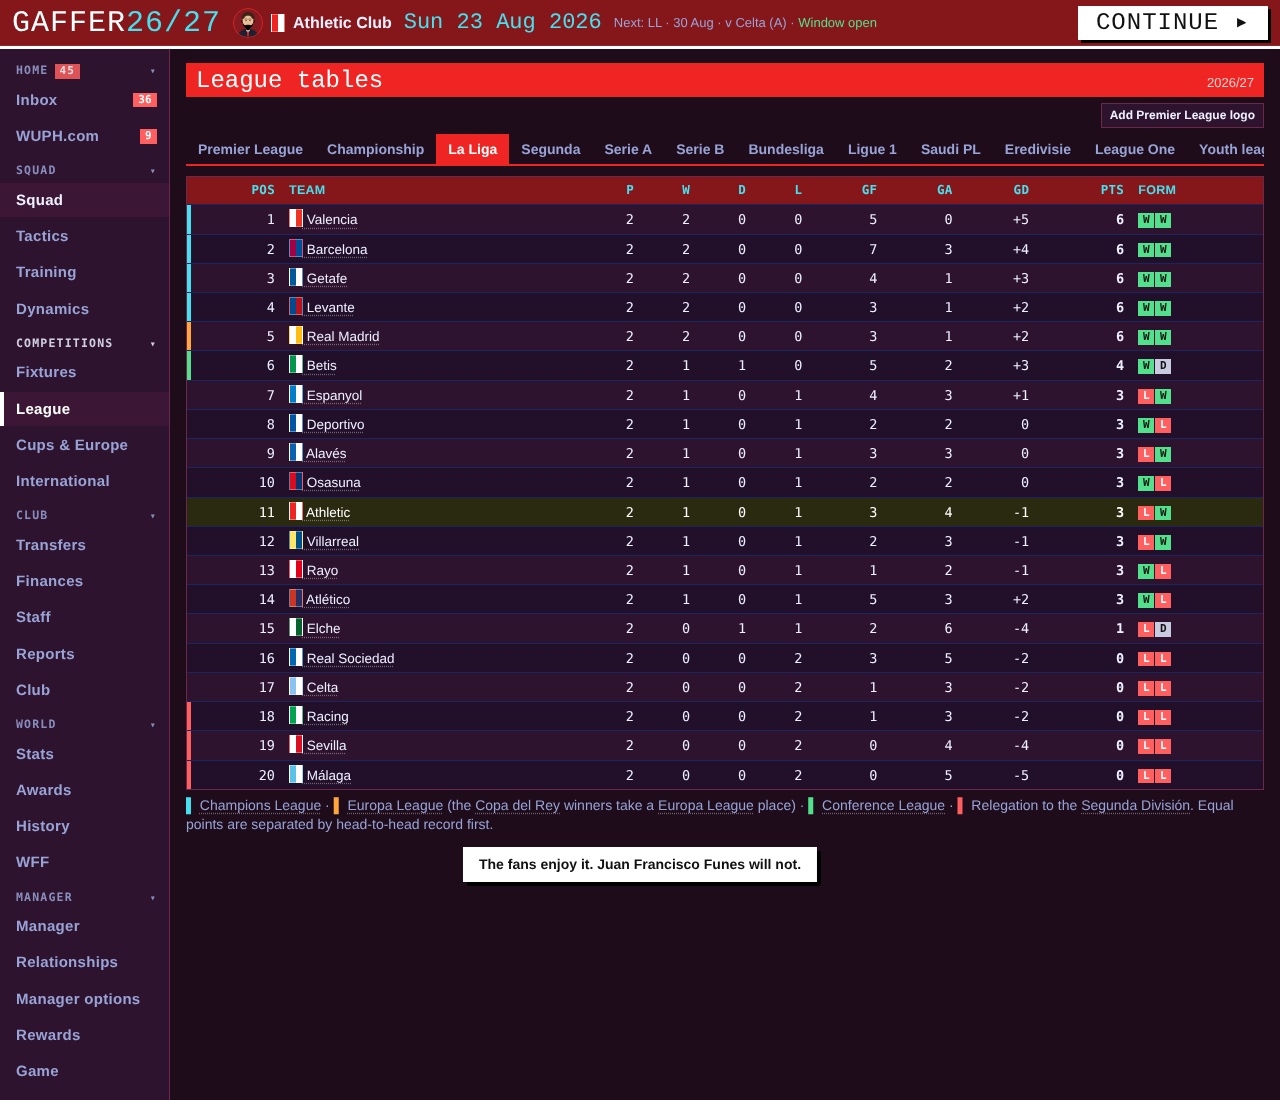 GAFFER26/27 Athletic Club Sun 23 Aug 2026 Next: LL · 30 Aug · v Celta (A) · Window open CONTINUE ►
HOME 45 ▾
Inbox 36
WUPH.com 9
SQUAD ▾
Squad
Tactics
Training
Dynamics
COMPETITIONS ▾
Fixtures
League
Cups & Europe
International
CLUB ▾
Transfers
Finances
Staff
Reports
Club
WORLD ▾
Stats
Awards
History
WFF
MANAGER ▾
Manager
Relationships
Manager options
Rewards
Game
League tables 2026/27
Add Premier League logo
Premier League Championship La Liga Segunda Serie A Serie B Bundesliga Ligue 1 Saudi PL Eredivisie League One Youth leag
POS TEAM P W D L GF GA GD PTS FORM
1 Valencia 2 2 0 0 5 0 +5 6 W W
2 Barcelona 2 2 0 0 7 3 +4 6 W W
3 Getafe 2 2 0 0 4 1 +3 6 W W
4 Levante 2 2 0 0 3 1 +2 6 W W
5 Real Madrid 2 2 0 0 3 1 +2 6 W W
6 Betis 2 1 1 0 5 2 +3 4 W D
7 Espanyol 2 1 0 1 4 3 +1 3 L W
8 Deportivo 2 1 0 1 2 2 0 3 W L
9 Alavés 2 1 0 1 3 3 0 3 L W
10 Osasuna 2 1 0 1 2 2 0 3 W L
11 Athletic 2 1 0 1 3 4 -1 3 L W
12 Villarreal 2 1 0 1 2 3 -1 3 L W
13 Rayo 2 1 0 1 1 2 -1 3 W L
14 Atlético 2 1 0 1 5 3 +2 3 W L
15 Elche 2 0 1 1 2 6 -4 1 L D
16 Real Sociedad 2 0 0 2 3 5 -2 0 L L
17 Celta 2 0 0 2 1 3 -2 0 L L
18 Racing 2 0 0 2 1 3 -2 0 L L
19 Sevilla 2 0 0 2 0 4 -4 0 L L
20 Málaga 2 0 0 2 0 5 -5 0 L L
Champions League · Europa League (the Copa del Rey winners take a Europa League place) · Conference League · Relegation to the Segunda División. Equal
points are separated by head-to-head record first.
The fans enjoy it. Juan Francisco Funes will not.